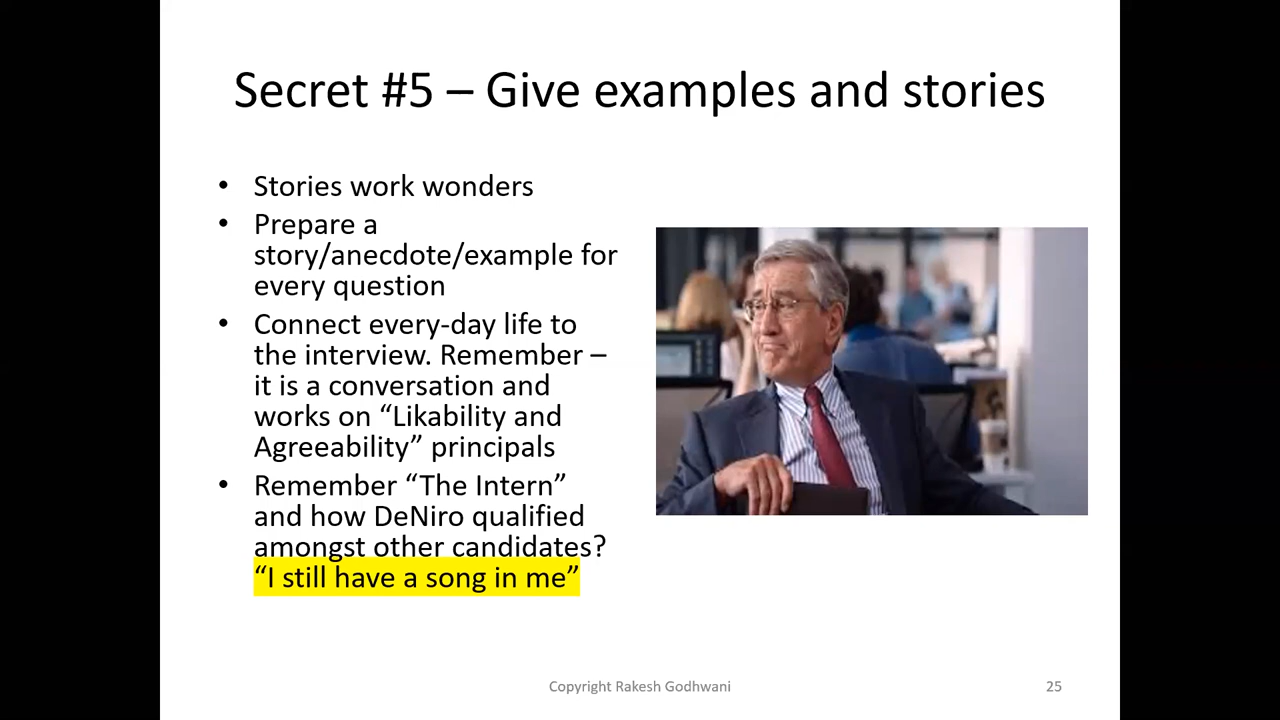 Secret #5 – Give examples and stories
• Stories work wonders
• Prepare a
story/anecdote/example for
every question
• Connect every-day life to
the interview. Remember –
it is a conversation and
works on “Likability and
Agreeability” principals
• Remember “The Intern”
and how DeNiro qualified
amongst other candidates?
“I still have a song in me”
Copyright Rakesh Godhwani
25